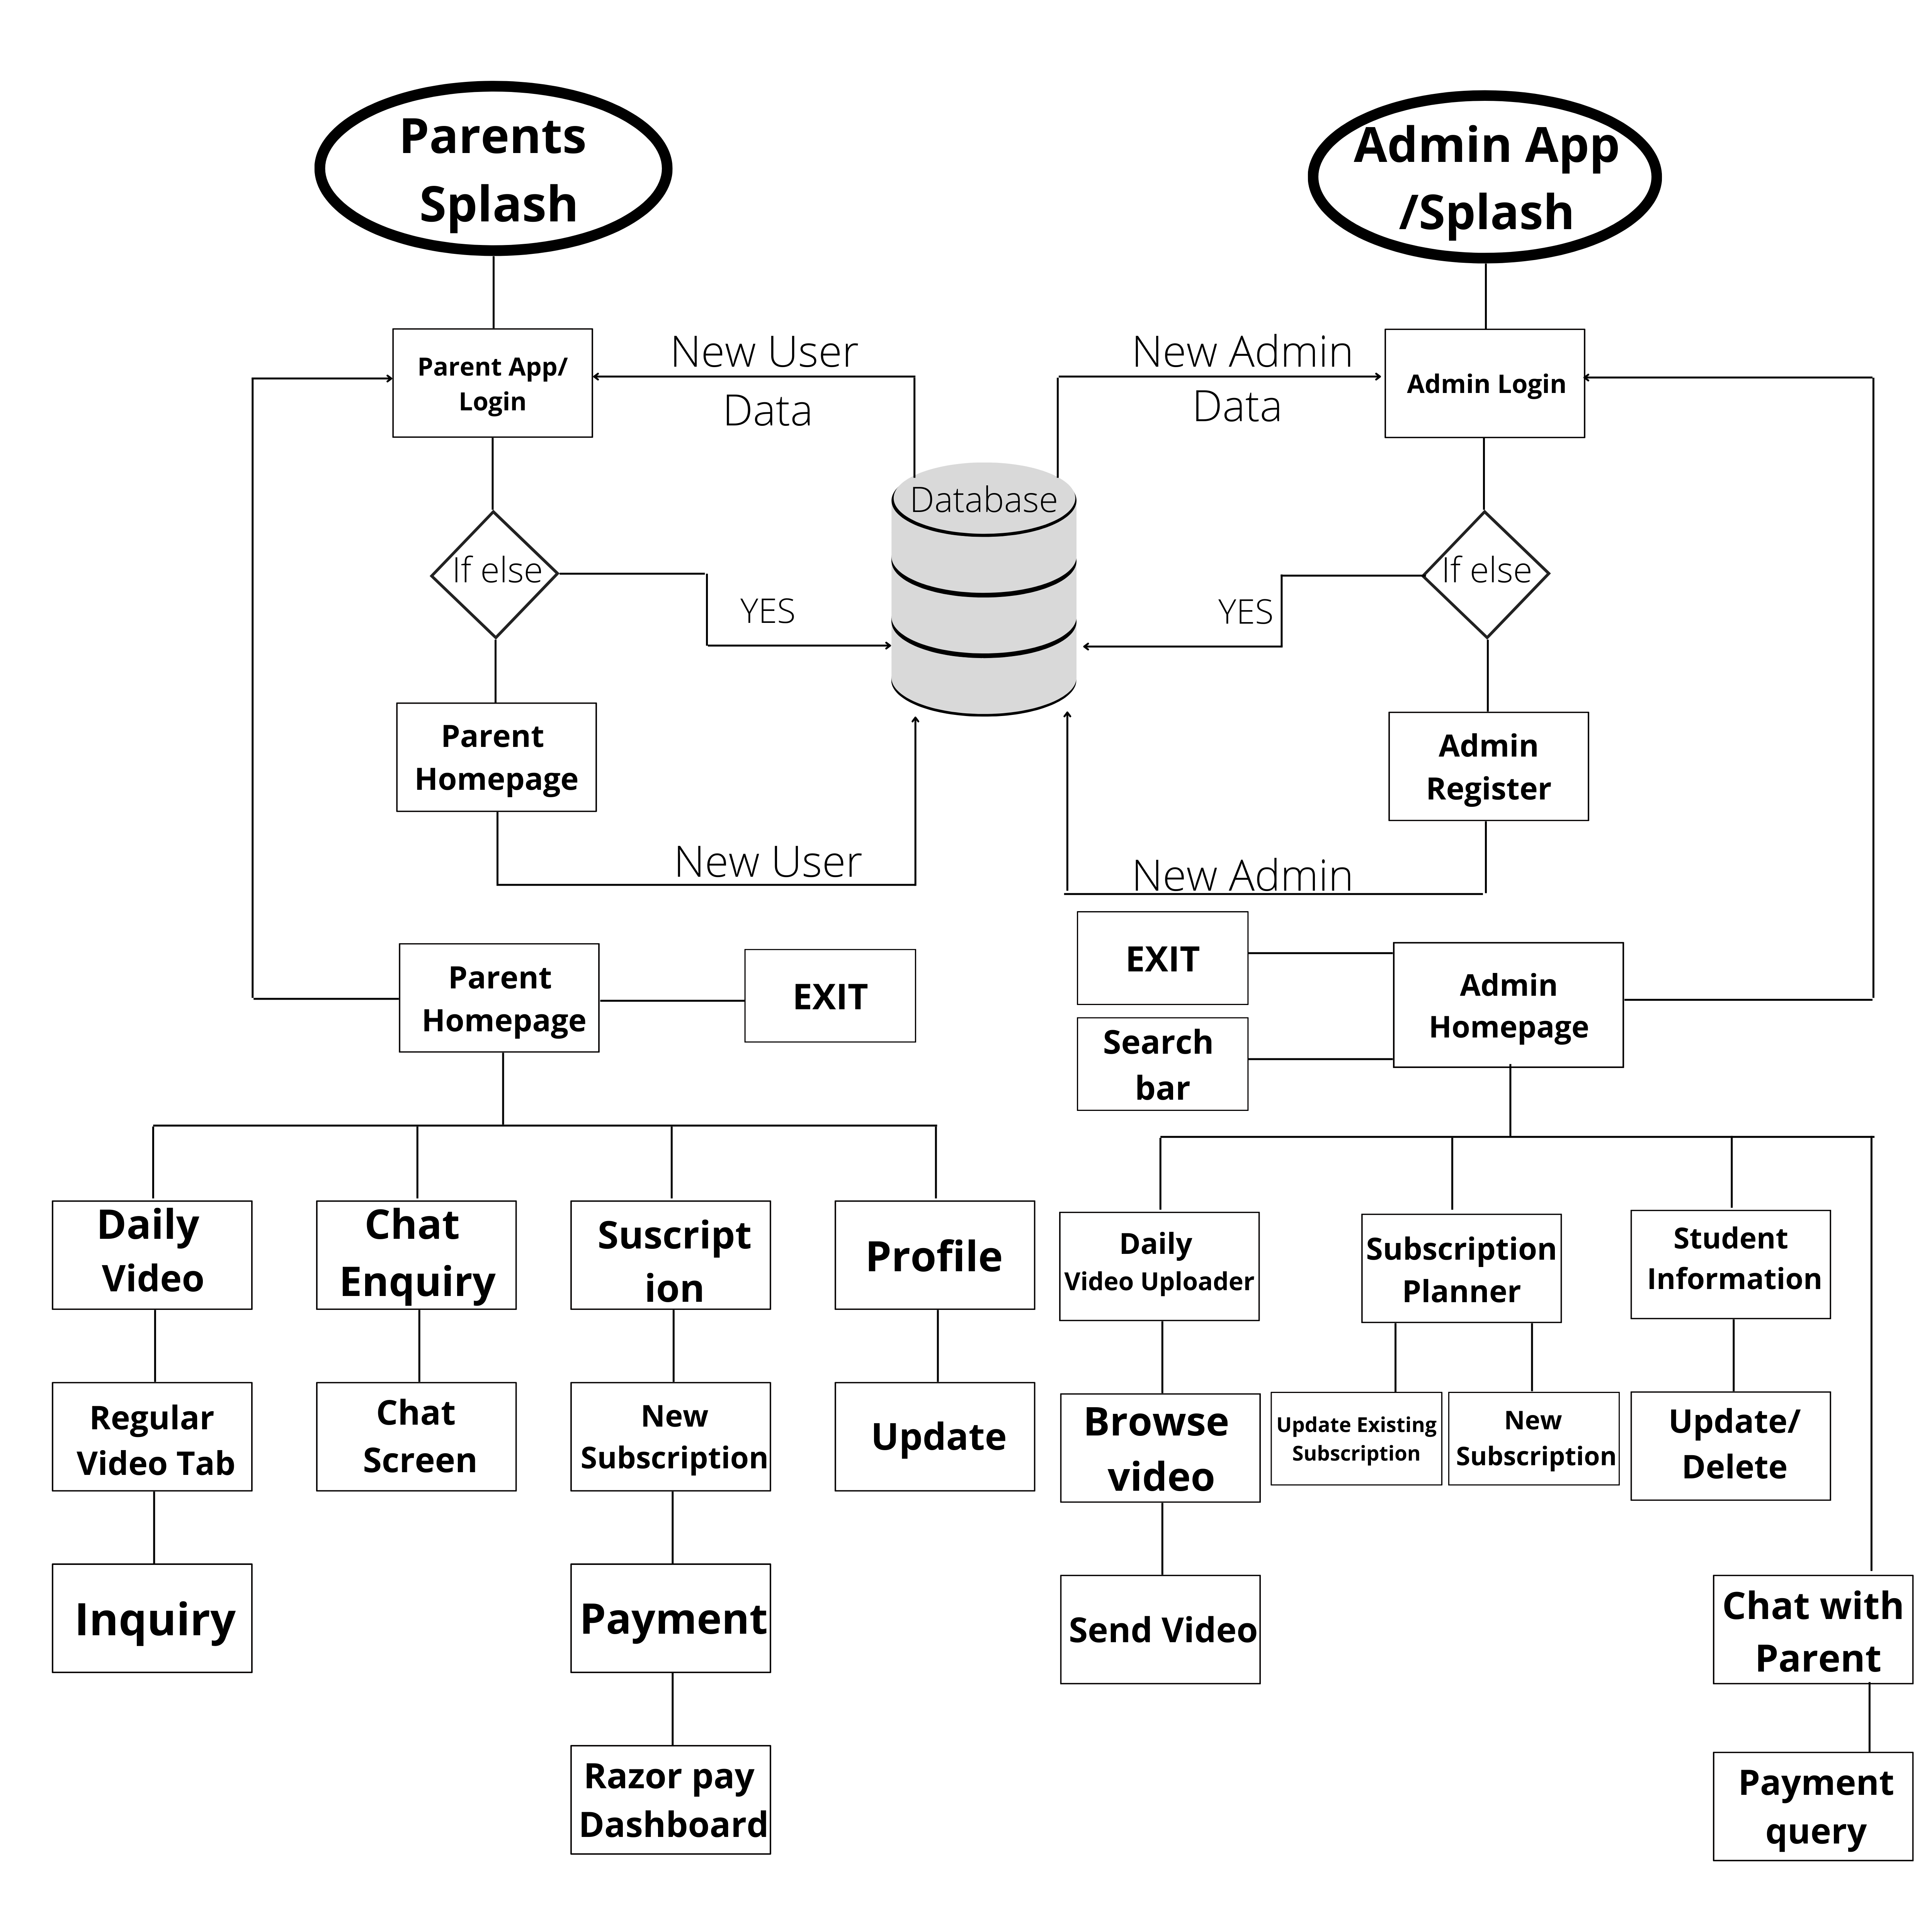 Parents
Splash
Admin App
/Splash
Parent App/
Login
New User
Data
New Admin
Data
Admin Login
Database
If else
YES
YES
If else
Parent
Homepage
Admin
Register
New User
New Admin
Parent
Homepage
EXIT
EXIT
Search
bar
Admin
Homepage
Daily
Video
Chat
Enquiry
Suscript
ion
Profile
Daily
Video Uploader
Subscription
Planner
Student
Information
Regular
Video Tab
Chat
Screen
New
Subscription
Update
Browse
video
Update Existing
Subscription
New
Subscription
Update/
Delete
Inquiry
Payment
Send Video
Chat with
Parent
Razor pay
Dashboard
Payment
query